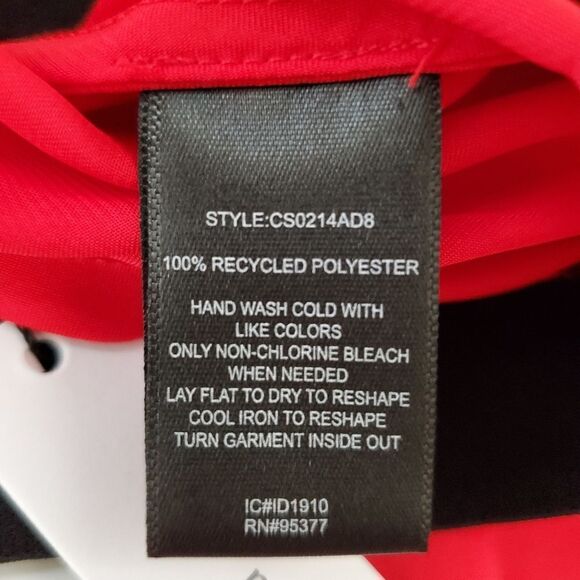 STYLE:CS0214AD8
100% RECYCLED POLYESTER
HAND WASH COLD WITH
LIKE COLORS
ONLY NON-CHLORINE BLEACH
WHEN NEEDED
LAY FLAT TO DRY TO RESHAPE
COOL IRON TO RESHAPE
TURN GARMENT INSIDE OUT
IC#ID1910
RN#95377